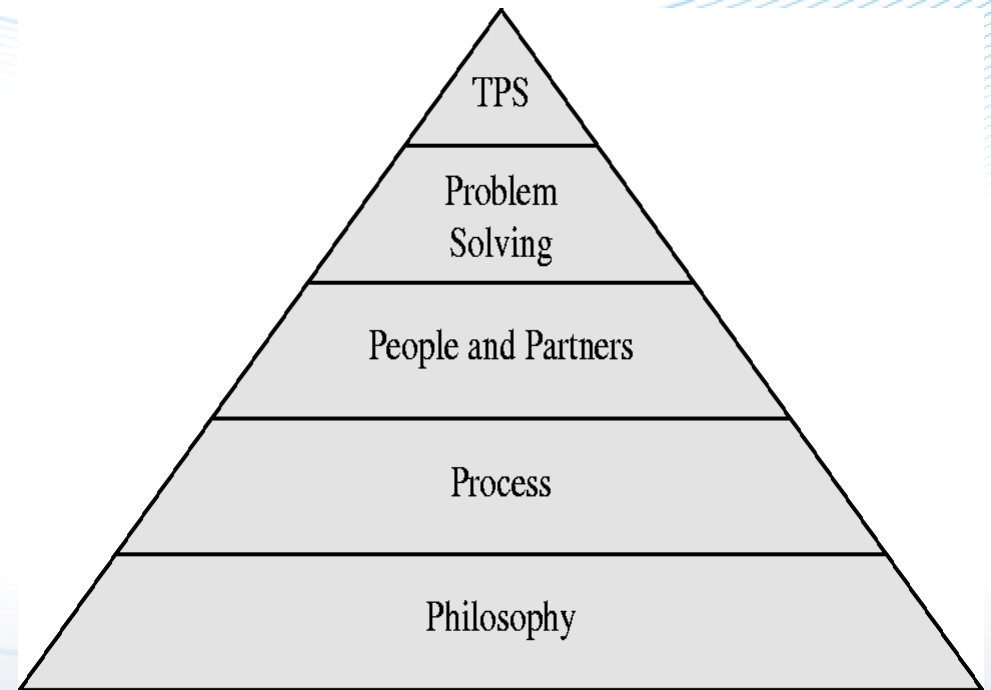 TPS
Problem
Solving
People and Partners
Process
Philosophy